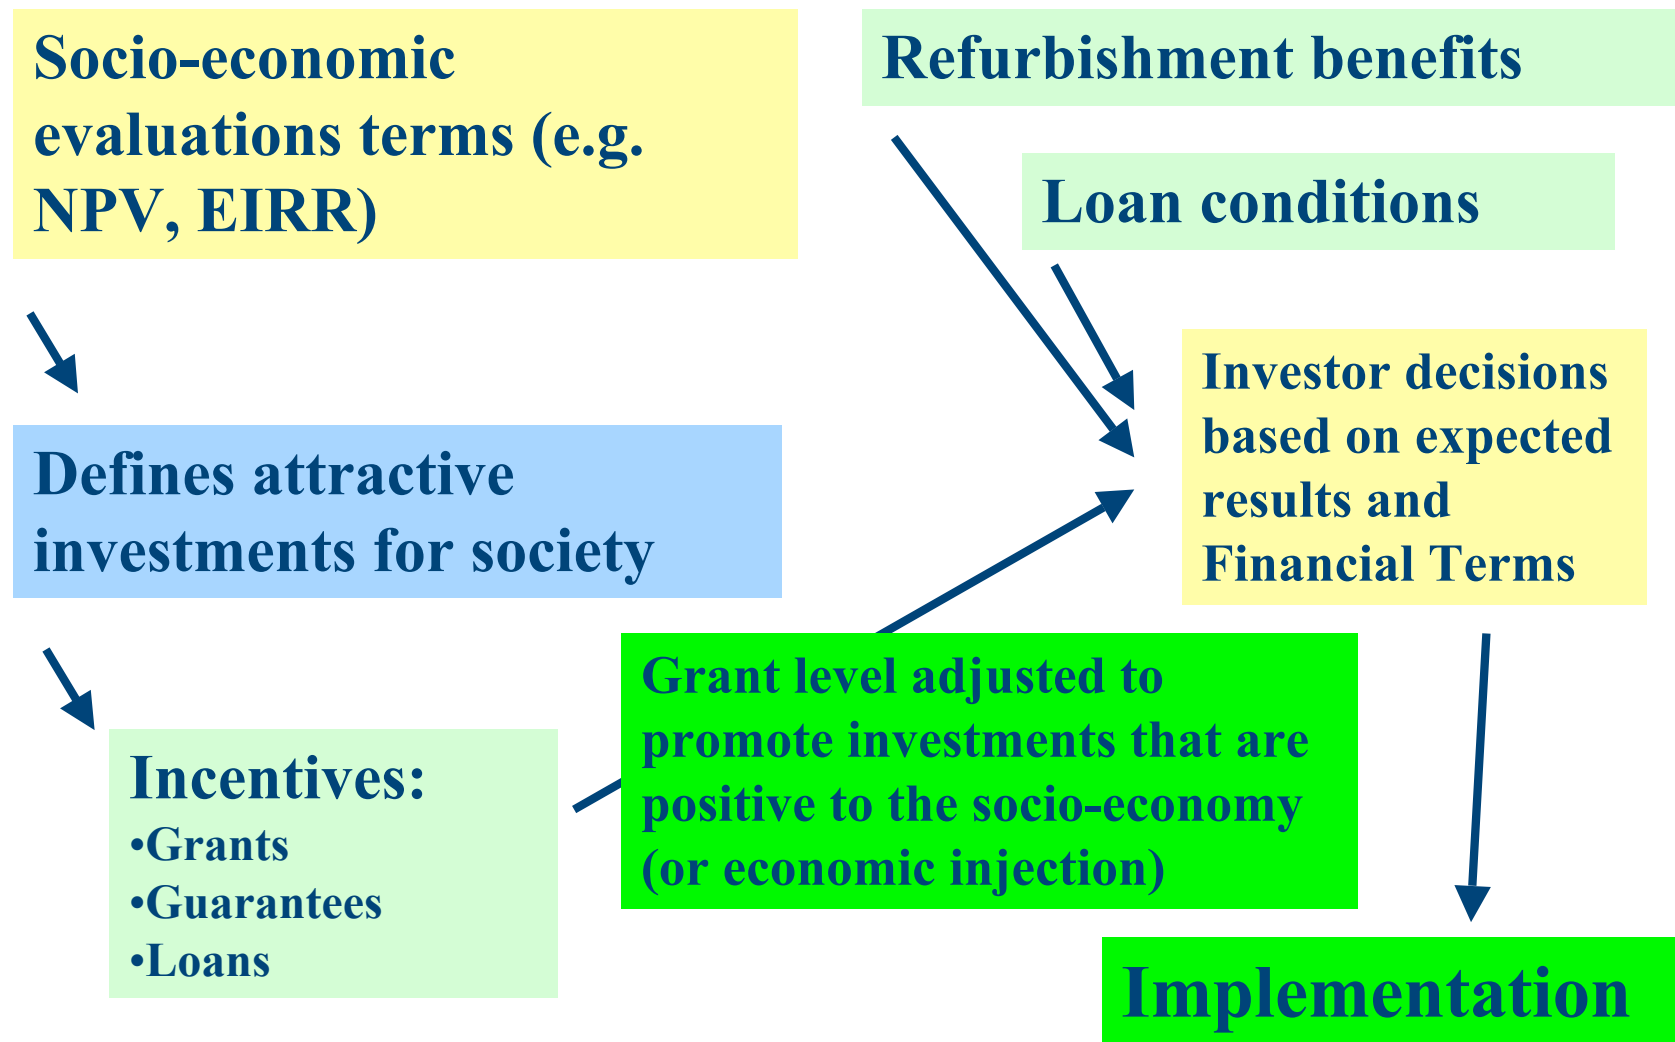 Socio-economic
evaluations terms (e.g.
NPV, EIRR)
Refurbishment benefits
Loan conditions
Defines attractive
investments for society
Investor decisions
based on expected
results and
Financial Terms
Incentives:
•Grants
•Guarantees
•Loans
Grant level adjusted to
promote investments that are
positive to the socio-economy
(or economic injection)
Implementation